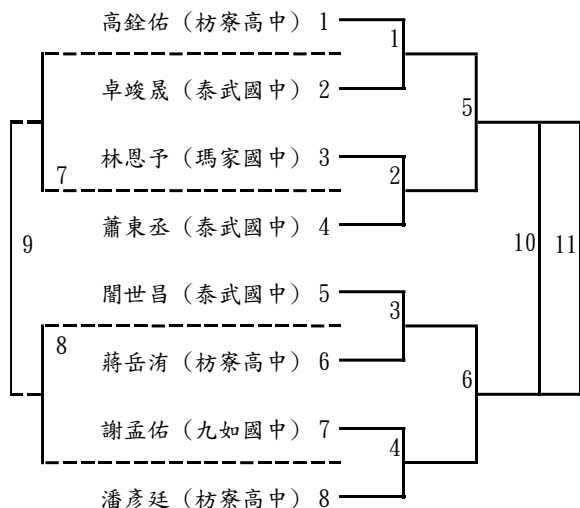 高銓佑（枋寮高中） 1
1
卓竣晟（泰武國中） 2
5
林恩予（瑪家國中） 3
7
2
蕭東丞（泰武國中） 4
9
10
11
闇世昌（泰武國中） 5
3
8
蔣岳洧（枋寮高中） 6
6
謝孟佑（九如國中） 7
4
潘彥廷（枋寮高中） 8